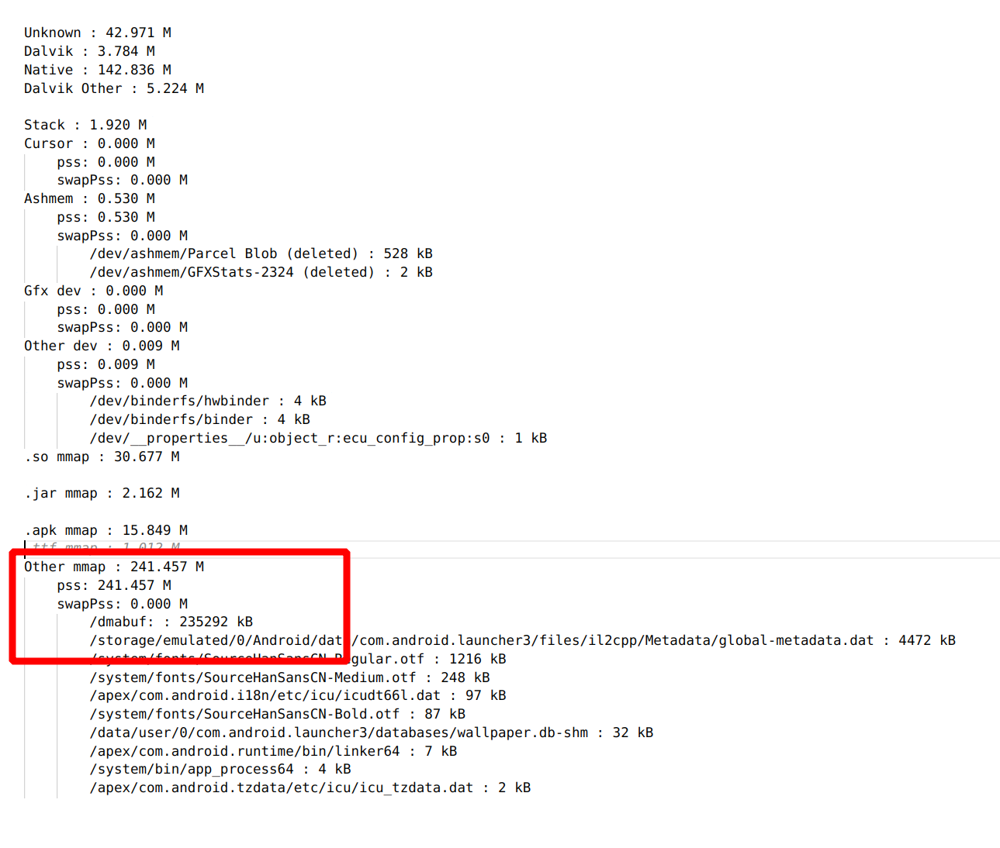 Unknown : 42.971 M
Dalvik : 3.784 M
Native : 142.836 M
Dalvik Other : 5.224 M
Stack : 1.920 M
Cursor : 0.000 M
pss: 0.000 M
swapPss: 0.000 M
Ashmem : 0.530 M
pss: 0.530 M
swapPss: 0.000 M
/dev/ashmem/Parcel Blob (deleted) : 528 kB
/dev/ashmem/GFXStats-2324 (deleted) : 2 kB
Gfx dev : 0.000 M
pss: 0.000 M
swapPss: 0.000 M
Other dev : 0.009 M
pss: 0.009 M
swapPss: 0.000 M
/dev/binderfs/hwbinder : 4 kB
/dev/binderfs/binder : 4 kB
/dev/__properties__/u:object_r:ecu_config_prop:s0 : 1 kB
.so mmap : 30.677 M
.jar mmap : 2.162 M
.apk mmap : 15.849 M
.ttf mmap : 1.012 M
Other mmap : 241.457 M
pss: 241.457 M
swapPss: 0.000 M
/dmabuf: : 235292 kB
/storage/emulated/0/Android/data/com.android.launcher3/files/il2cpp/Metadata/global-metadata.dat : 4472 kB
/system/fonts/SourceHanSansCN-Regular.otf : 1216 kB
/system/fonts/SourceHanSansCN-Medium.otf : 248 kB
/apex/com.android.i18n/etc/icu/icudt66l.dat : 97 kB
/system/fonts/SourceHanSansCN-Bold.otf : 87 kB
/data/user/0/com.android.launcher3/databases/wallpaper.db-shm : 32 kB
/apex/com.android.runtime/bin/linker64 : 7 kB
/system/bin/app_process64 : 4 kB
/apex/com.android.tzdata/etc/icu/icu_tzdata.dat : 2 kB